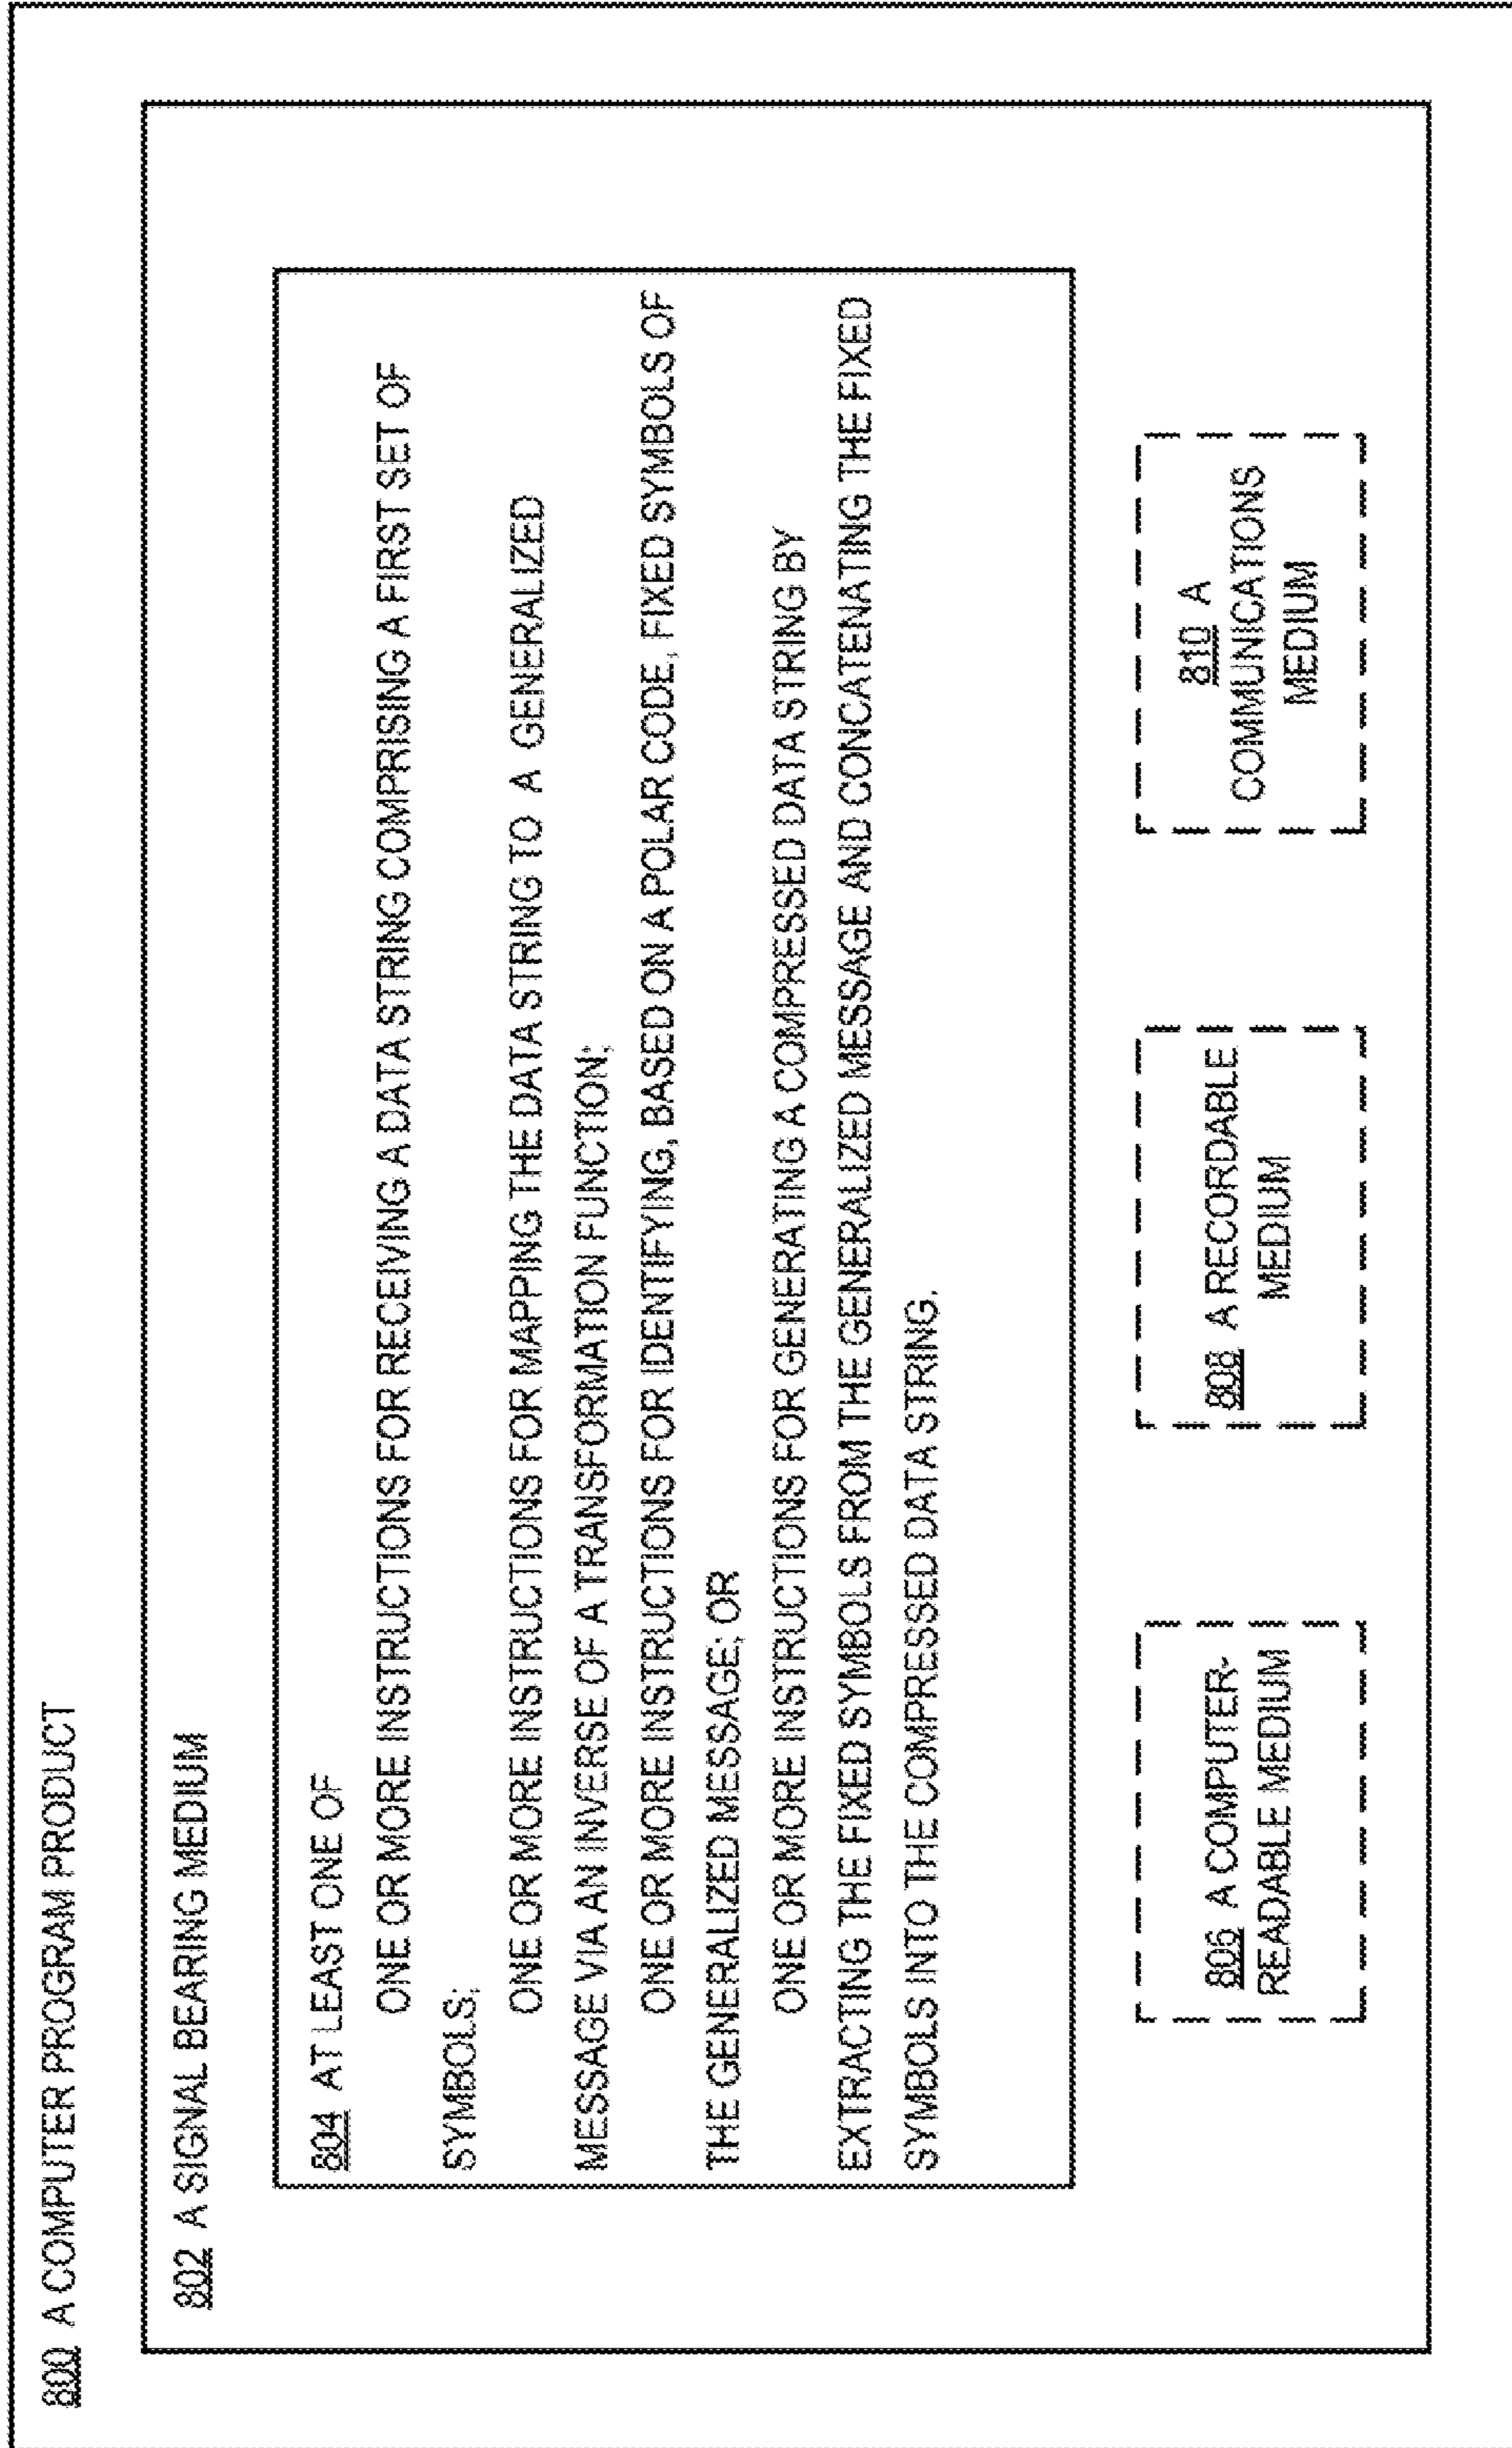 800 A COMPUTER PROGRAM PRODUCT
802 A SIGNAL BEARING MEDIUM
804 AT LEAST ONE OF
ONE OR MORE INSTRUCTIONS FOR RECEIVING A DATA STRING COMPRISING A FIRST SET OF
SYMBOLS;
ONE OR MORE INSTRUCTIONS FOR MAPPING THE DATA STRING TO A GENERALIZED
MESSAGE VIA AN INVERSE OF A TRANSFORMATION FUNCTION;
ONE OR MORE INSTRUCTIONS FOR IDENTIFYING, BASED ON A POLAR CODE, FIXED SYMBOLS OF
THE GENERALIZED MESSAGE; OR
ONE OR MORE INSTRUCTIONS FOR GENERATING A COMPRESSED DATA STRING BY
EXTRACTING THE FIXED SYMBOLS FROM THE GENERALIZED MESSAGE AND CONCATENATING THE FIXED
SYMBOLS INTO THE COMPRESSED DATA STRING.
806 A COMPUTER-
READABLE MEDIUM
808 A RECORDABLE
MEDIUM
810 A
COMMUNICATIONS
MEDIUM